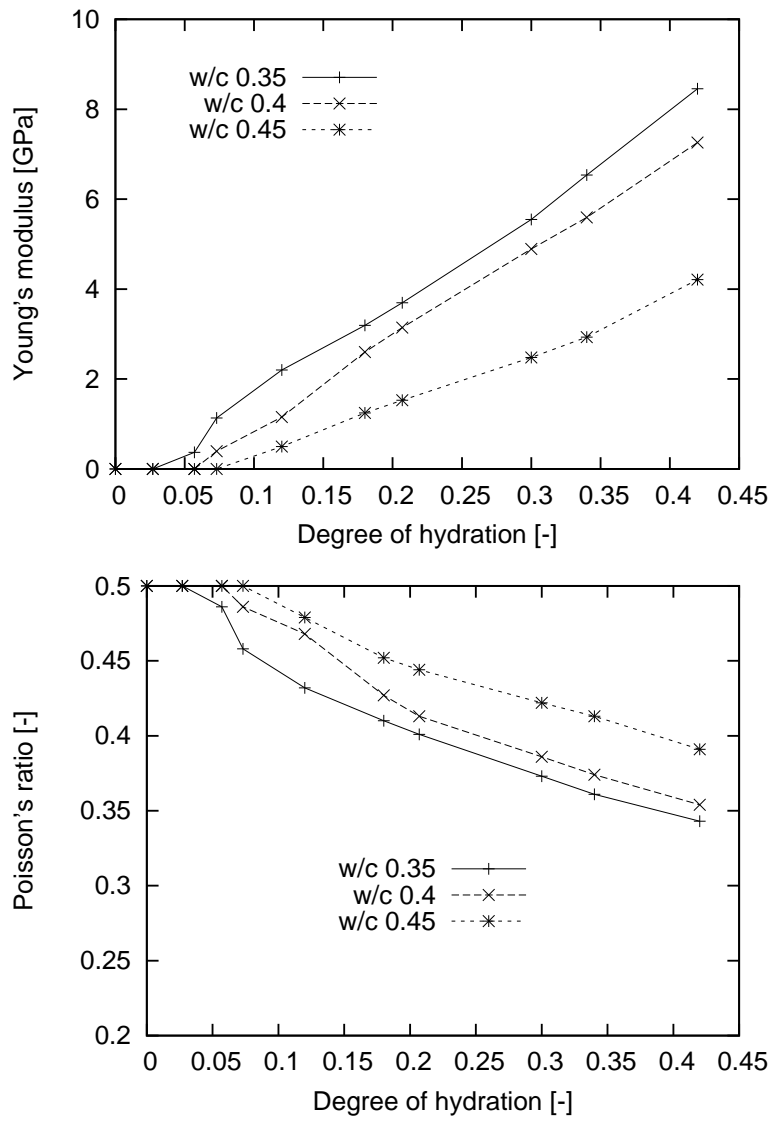 10
8
6
4
2
0
Young's modulus [GPa]
w/c 0.35
w/c 0.4
w/c 0.45
0 0.05 0.1 0.15 0.2 0.25 0.3 0.35 0.4 0.45
Degree of hydration [-]
0.5
0.45
0.4
0.35
0.3
0.25
0.2
Poisson's ratio [-]
w/c 0.35
w/c 0.4
w/c 0.45
0 0.05 0.1 0.15 0.2 0.25 0.3 0.35 0.4 0.45
Degree of hydration [-]